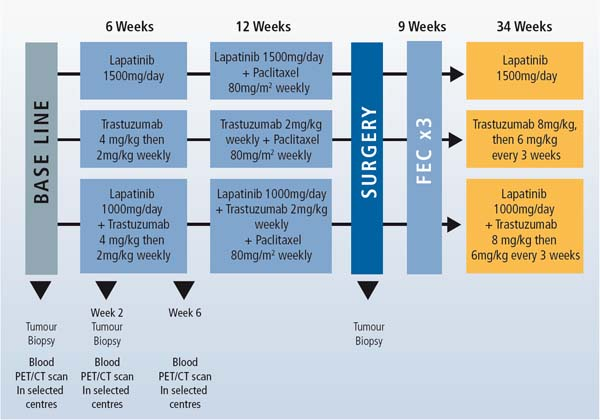 6 Weeks
12 Weeks
9 Weeks
34 Weeks
BASE LINE
Lapatinib
1500mg/day
Lapatinib 1500mg/day
+ Paclitaxel
80mg/m² weekly
SURGERY
FEC x3
Lapatinib
1500mg/day
Trastuzumab
4 mg/kg then
2mg/kg weekly
Trastuzumab 2mg/kg
weekly + Paclitaxel
80mg/m² weekly
Trastuzumab 8mg/kg,
then 6 mg/kg
every 3 weeks
Lapatinib
1000mg/day
+ Trastuzumab
4 mg/kg then
2mg/kg weekly
Lapatinib 1000mg/day
+ Trastuzumab 2mg/kg
weekly
+ Paclitaxel
80mg/m² weekly
Lapatinib
1000mg/day
+ Trastuzumab
8 mg/kg then
6mg/kg every 3 weeks
Tumour
Biopsy
Blood
PET/CT scan
In selected
centres
Week 2
Tumour
Biopsy
Blood
PET/CT scan
In selected
centres
Week 6
Blood
PET/CT scan
In selected
centres
Tumour
Biopsy